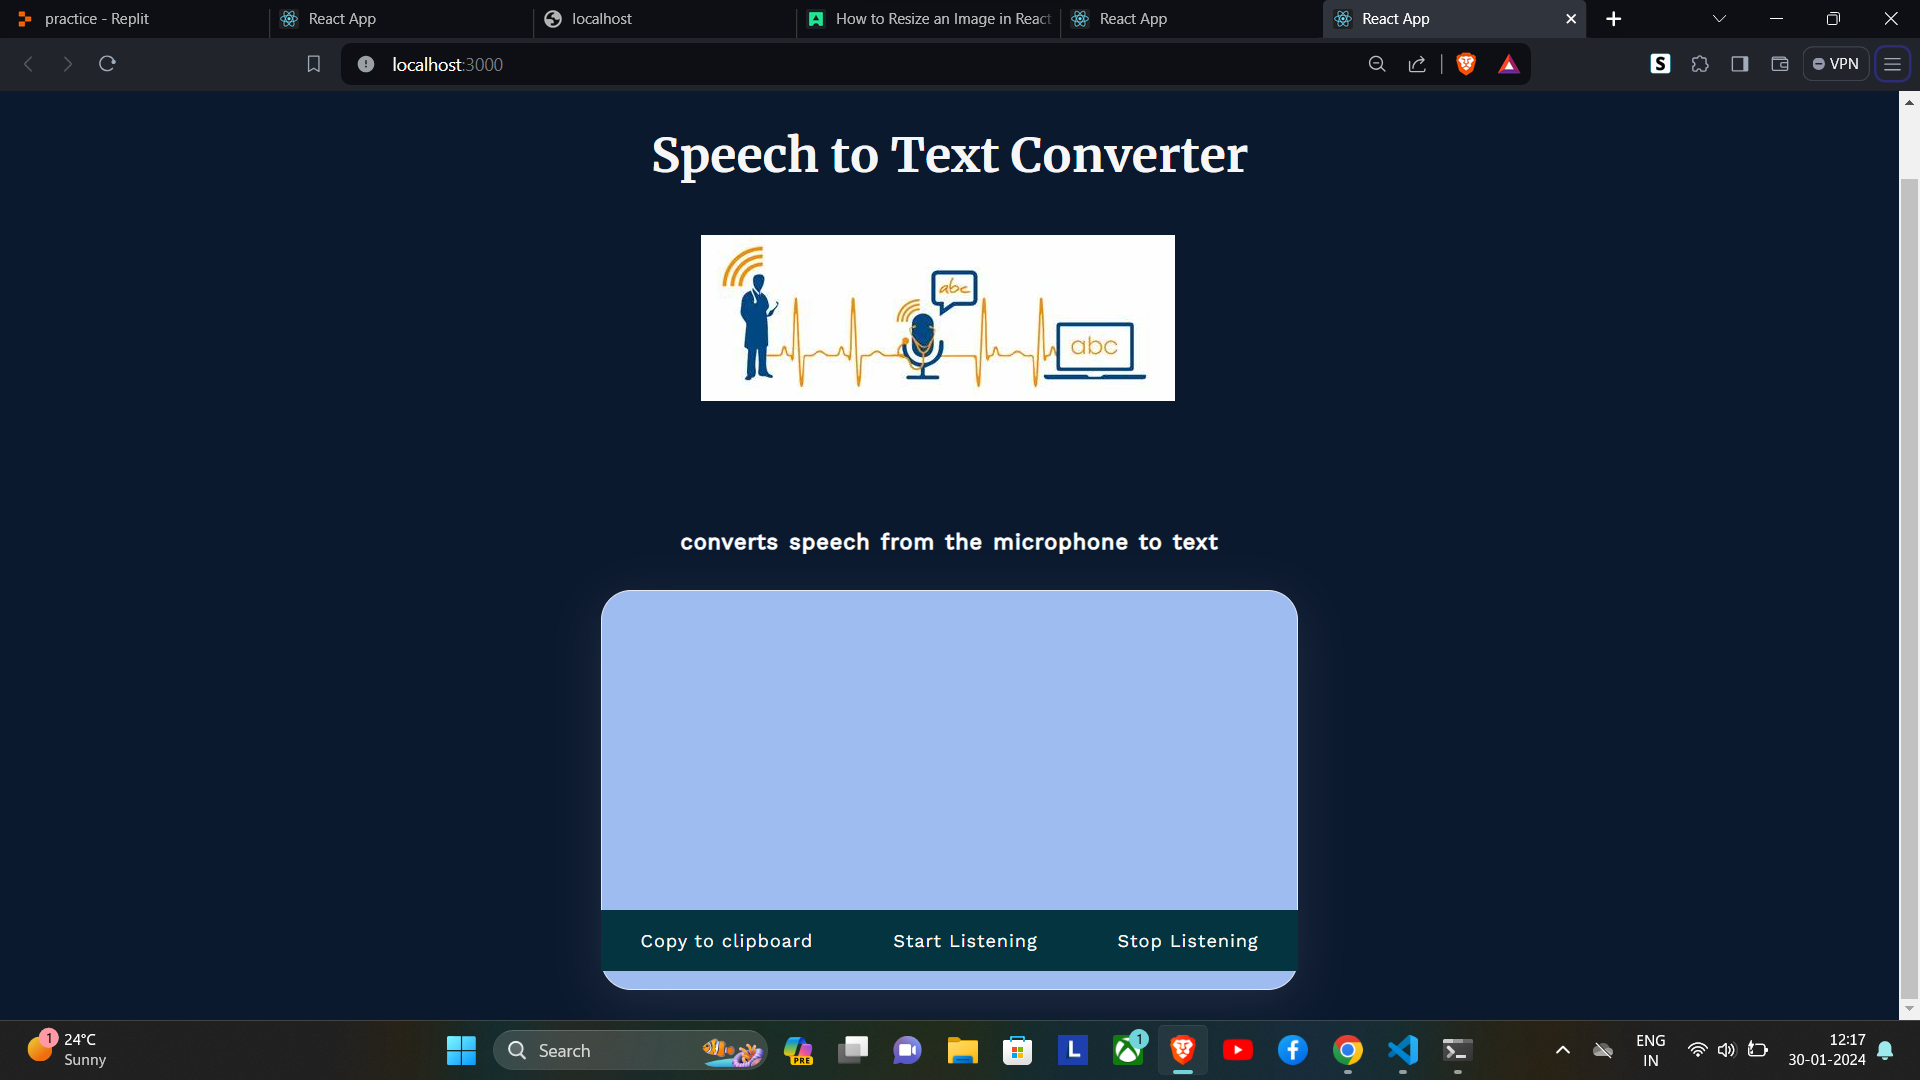 practice - Replit
React App
localhost
How to Resize an Image in React
React App
React App
localhost:3000
S
VPN
Speech to Text Converter
abc
abc
converts speech from the microphone to text
Copy to clipboard
Start Listening
Stop Listening
1
24°C
Sunny
Search
PRE
L
1
ENG
IN
12:17
30-01-2024